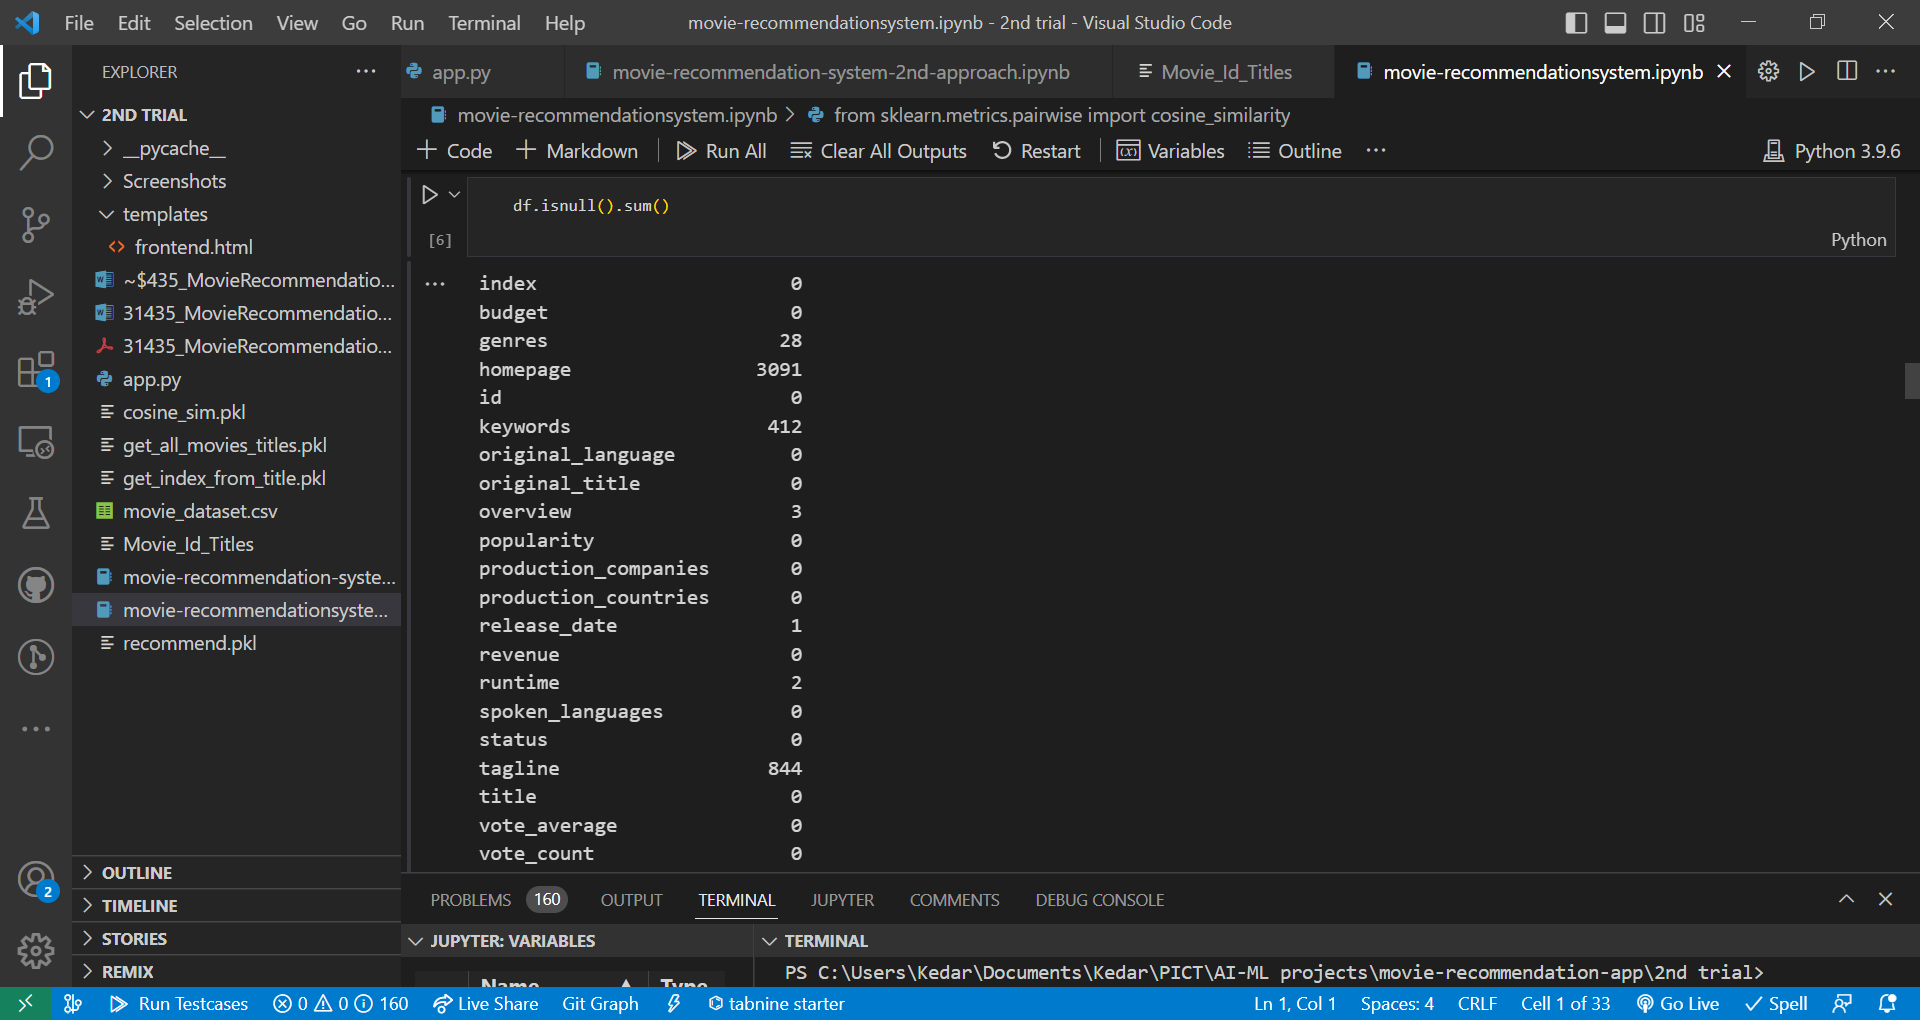 File Edit Selection View Go Run Terminal Help movie-recommendationsystem.ipynb - 2nd trial - Visual Studio Code
EXPLORER
2ND TRIAL
__pycache__
Screenshots
templates
frontend.html
~$435_MovieRecommendatio...
31435_MovieRecommendatio...
31435_MovieRecommendatio...
app.py
cosine_sim.pkl
get_all_movies_titles.pkl
get_index_from_title.pkl
movie_dataset.csv
Movie_Id_Titles
movie-recommendation-syste...
movie-recommendationsyste...
recommend.pkl
OUTLINE
TIMELINE
STORIES
REMIX
1
2
app.py movie-recommendation-system-2nd-approach.ipynb Movie_Id_Titles movie-recommendationsystem.ipynb
movie-recommendationsystem.ipynb > from sklearn.metrics.pairwise import cosine_similarity
+ Code + Markdown Run All Clear All Outputs Restart Variables Outline ... Python 3.9.6
df.isnull().sum()
[6] Python
index 0
budget 0
genres 28
homepage 3091
id 0
keywords 412
original_language 0
original_title 0
overview 3
popularity 0
production_companies 0
production_countries 0
release_date 1
revenue 0
runtime 2
spoken_languages 0
status 0
tagline 844
title 0
vote_average 0
vote_count 0
PROBLEMS 160 OUTPUT TERMINAL JUPYTER COMMENTS DEBUG CONSOLE
JUPYTER: VARIABLES
Name Type
TERMINAL
PS C:\Users\Kedar\Documents\Kedar\PICT\AI-ML projects\movie-recommendation-app\2nd trial>
Run Testcases 0 0 160 Live Share Git Graph tabnine starter Ln 1, Col 1 Spaces: 4 CRLF Cell 1 of 33 Go Live Spell